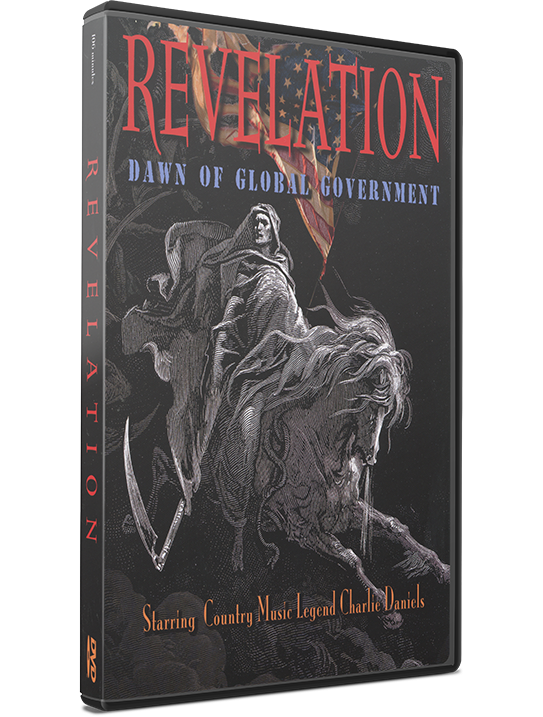 REVELATION
DAWN OF GLOBAL GOVERNMENT
Starring Country Music Legend Charlie Daniels
REVELATION
DVD